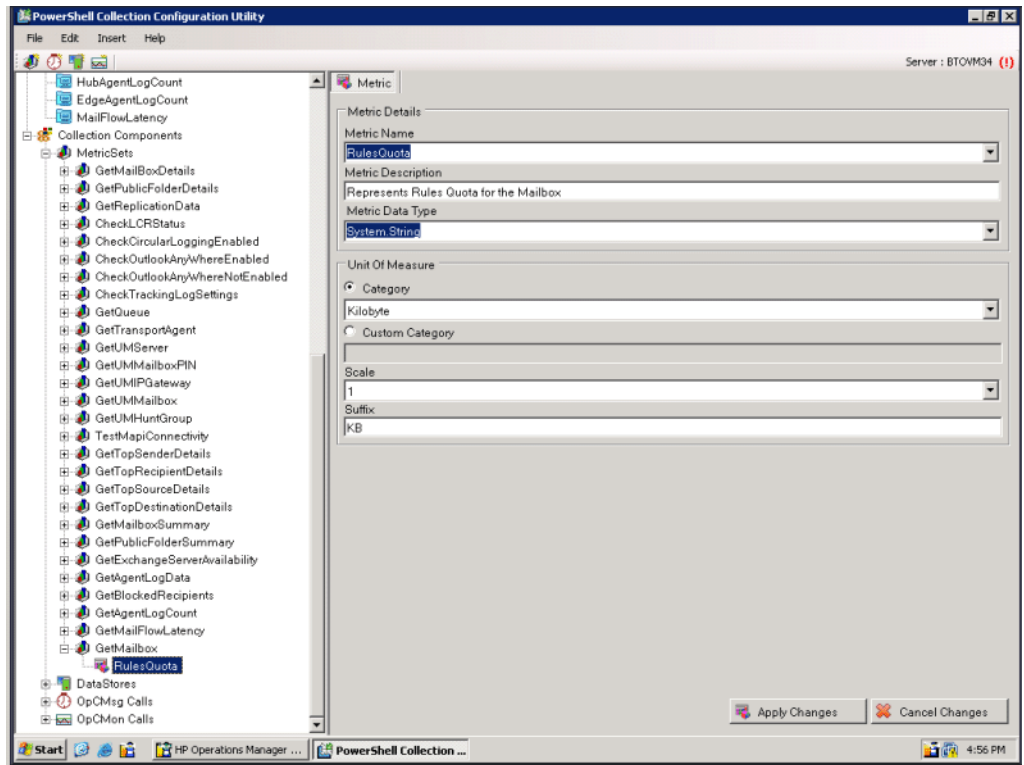 PowerShell Collection Configuration Utility
File Edit Insert Help
Server : BTOVM34 (!)
HubAgentLogCount
EdgeAgentLogCount
MailFlowLatency
Collection Components
MetricSets
GetMailBoxDetails
GetPublicFolderDetails
GetReplicationData
CheckLCRStatus
CheckCircularLoggingEnabled
CheckOutlookAnyWhereEnabled
CheckOutlookAnyWhereNotEnabled
CheckTrackingLogSettings
GetQueue
GetTransportAgent
GetUMServer
GetUMMailboxPIN
GetUMIPGateway
GetUMMailbox
GetUMHuntGroup
TestMapiConnectivity
GetTopSenderDetails
GetTopRecipientDetails
GetTopSourceDetails
GetTopDestinationDetails
GetMailboxSummary
GetPublicFolderSummary
GetExchangeServerAvailability
GetAgentLogData
GetBlockedRecipients
GetAgentLogCount
GetMailFlowLatency
GetMailbox
RulesQuota
DataStores
OpCMsg Calls
OpCMon Calls
Metric
Metric Details
Metric Name
RulesQuota
Metric Description
Represents Rules Quota for the Mailbox
Metric Data Type
System.String
Unit Of Measure
Category
Kilobyte
Custom Category
Scale
1
Suffix
KB
Apply Changes
Cancel Changes
Start
HP Operations Manager ...
PowerShell Collection ...
4:56 PM